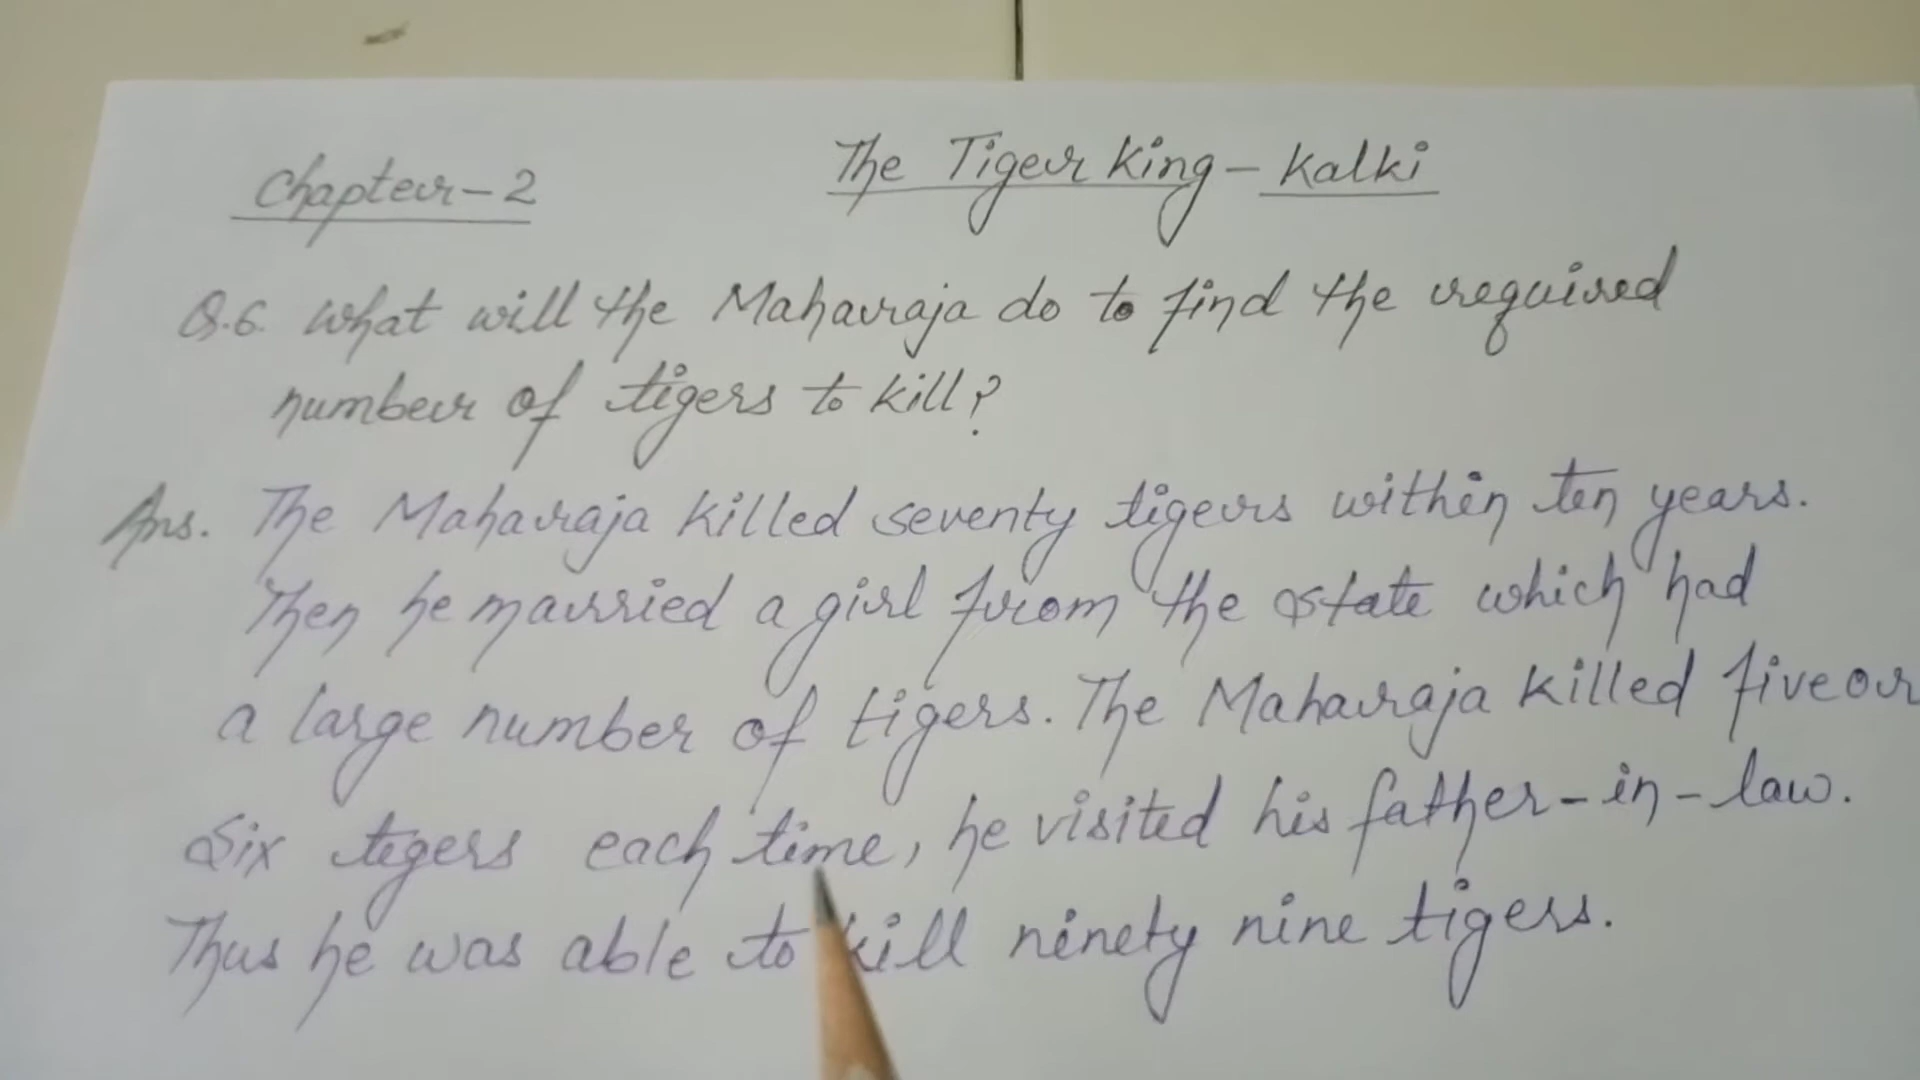 Chapter-2 The Tiger King - Kalki
Q.6. What will the Maharaja do to find the required
number of tigers to kill?
Ans. The Maharaja killed seventy tigers within ten years.
Then he married a girl from the state which had
a large number of tigers. The Maharaja killed five or
six tigers each time, he visited his father-in-law.
Thus he was able to kill ninety nine tigers.